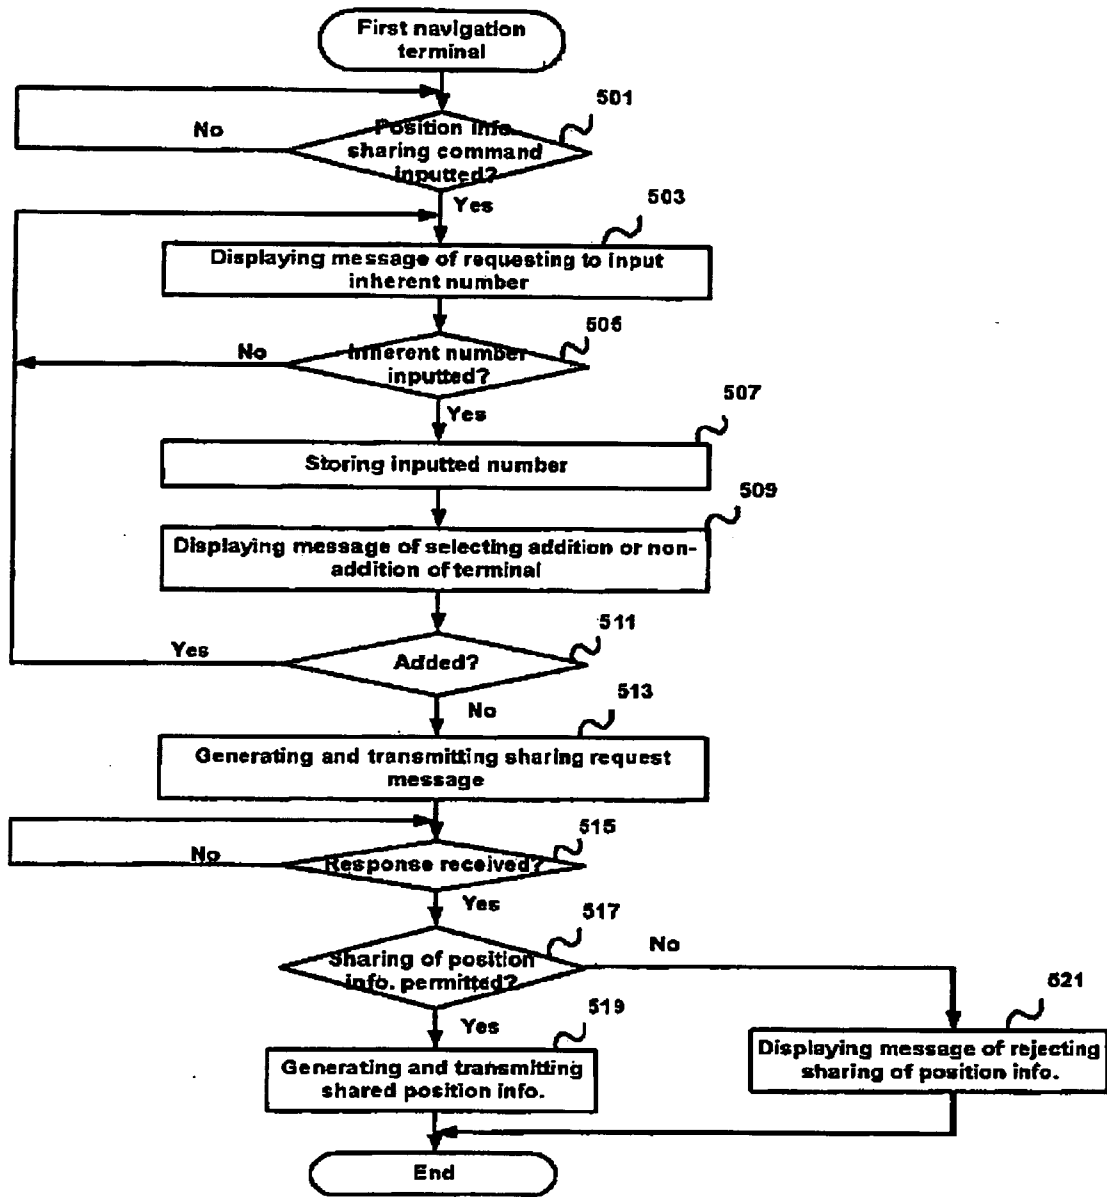 First navigation
terminal
501
No
Position info.
sharing command
inputted?
Yes
503
Displaying message of requesting to input
inherent number
505
No
Inherent number
inputted?
Yes
507
Storing inputted number
509
Displaying message of selecting addition or non-
addition of terminal
511
Yes
Added?
No
513
Generating and transmitting sharing request
message
515
No
Response received?
Yes
517
No
Sharing of position
info. permitted?
521
519
Yes
Displaying message of rejecting
sharing of position info.
Generating and transmitting
shared position info.
End